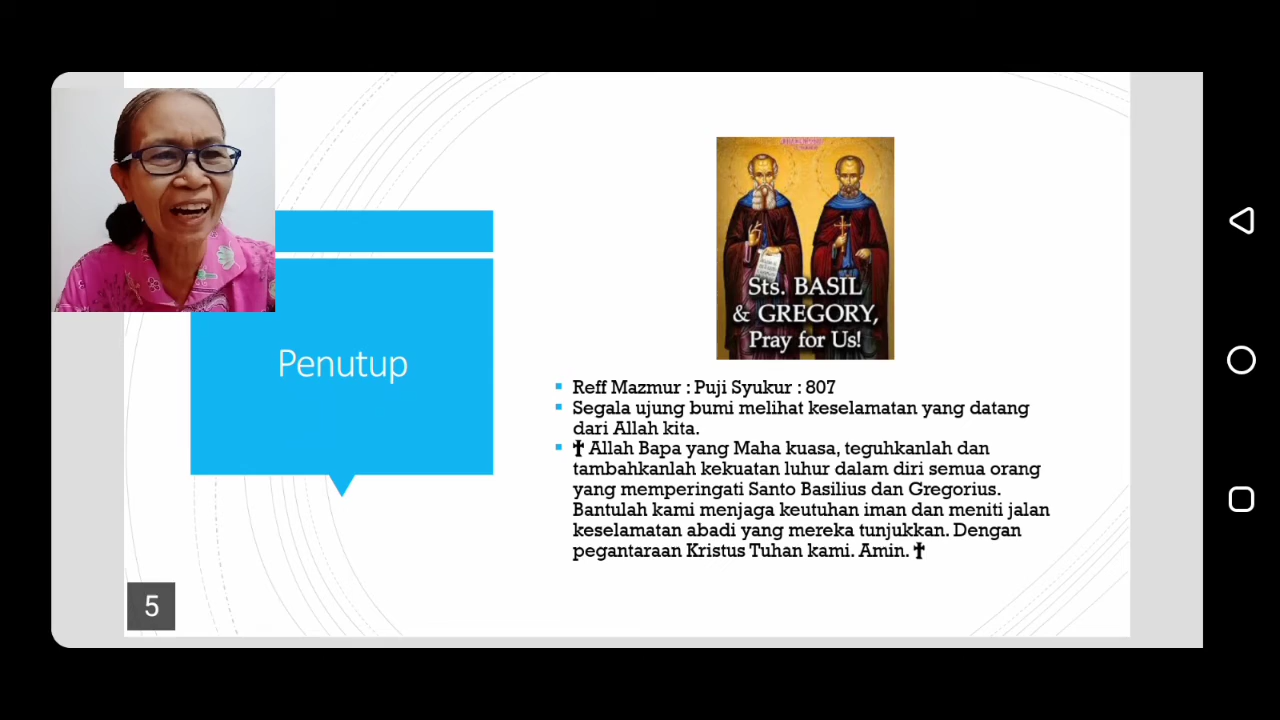 Sts. BASIL
& GREGORY,
Pray for Us!
Penutup
Reff Mazmur : Puji Syukur : 807
Segala ujung bumi melihat keselamatan yang datang
dari Allah kita.
✝ Allah Bapa yang Maha kuasa, teguhkanlah dan
tambahkanlah kekuatan luhur dalam diri semua orang
yang memperingati Santo Basilius dan Gregorius.
Bantulah kami menjaga keutuhan iman dan meniti jalan
keselamatan abadi yang mereka tunjukkan. Dengan
pegantaraan Kristus Tuhan kami. Amin. ✝
5